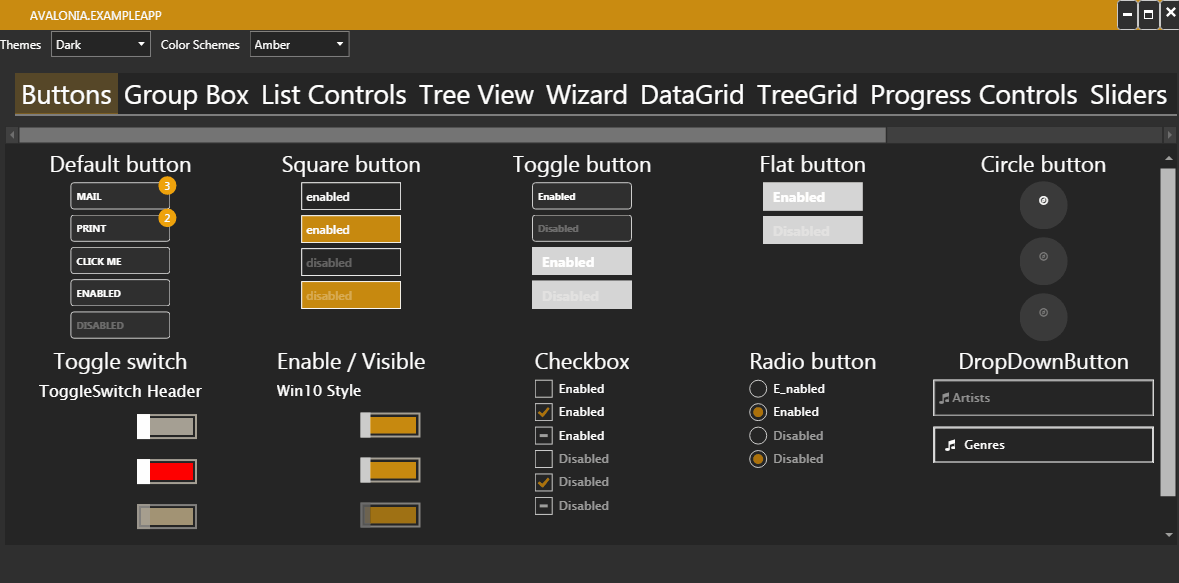 AVALONIA.EXAMPLEAPP
Themes Dark Color Schemes Amber
Buttons Group Box List Controls Tree View Wizard DataGrid TreeGrid Progress Controls Sliders
Default button Square button Toggle button Flat button Circle button
MAIL 3 enabled Enabled Enabled
PRINT 2 enabled Disabled Disabled
CLICK ME disabled Enabled
ENABLED disabled Disabled
DISABLED
Toggle switch Enable / Visible Checkbox Radio button DropDownButton
ToggleSwitch Header Win10 Style Enabled E_nabled Artists
Enabled Enabled
Enabled Disabled Genres
Disabled Disabled
Disabled
Disabled